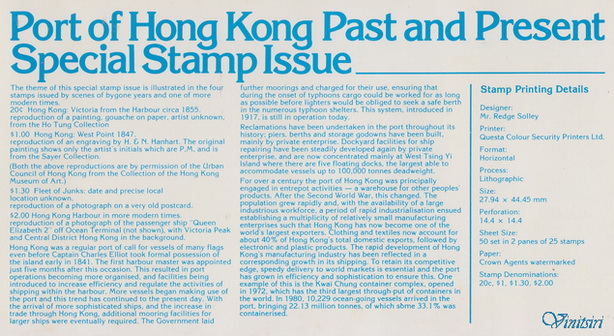 Port of Hong Kong Past and Present
Special Stamp Issue
The theme of this special stamp issue is illustrated in the four
stamps issued by scenes of bygone years and one of more
modern times.
20¢ Hong Kong: Victoria from the Harbour circa 1855.
reproduction of a painting, gouache on paper, artist unknown,
from the Ho Tung Collection
$1.00 Hong Kong: West Point 1847.
reproduction of an engraving by H. & N. Hanhart. The original
painting shows only the artist's initials which are P.M. and is
from the Sayer Collection.
(Both the above reproductions are by permission of the Urban
Council of Hong Kong from the Collection of the Hong Kong
Museum of Art.)
$1.30 Fleet of Junks: date and precise local
location unknown.
reproduction of a photograph on a very old postcard.
$2.00 Hong Kong Harbour in more modern times.
reproduction of a photograph of the passenger ship "Queen
Elizabeth 2" off Ocean Terminal (not shown), with Victoria Peak
and Central District Hong Kong in the background.
Hong Kong was a regular port of call for vessels of many flags
even before Captain Charles Elliot took formal possession of
the island early in 1841. The first harbour master was appointed
just five months after this occasion. This resulted in port
operations becoming more organised, and facilities being
introduced to increase efficiency and regulate the activities of
shipping within the harbour. More vessels began making use of
the port and this trend has continued to the present day. With
the arrival of more sophisticated ships, and the increase in
trade through Hong Kong, additional mooring facilities for
larger ships were eventually required. The Government laid
further moorings and charged for their use, ensuring that
during the onset of typhoons cargo could be worked for as long
as possible before lighters would be obliged to seek a safe berth
in the numerous typhoon shelters. This system, introduced in
1917, is still in operation today.
Reclamations have been undertaken in the port throughout its
history; piers, berths and storage godowns have been built,
mainly by private enterprise. Dockyard facilities for ship
repairing have been steadily developed again by private
enterprise, and are now concentrated mainly at West Tsing Yi
Island where there are five floating docks, the largest able to
accommodate vessels up to 100,000 tonnes deadweight.
For over a century the port of Hong Kong was principally
engaged in entrepot activities — a warehouse for other peoples'
products. After the Second World War, this changed. The
population grew rapidly and, with the availability of a large
industrious workforce, a period of rapid industrialisation ensued
establishing a multiplicity of relatively small manufacturing
enterprises such that Hong Kong has now become one of the
world's largest exporters. Clothing and textiles now account for
about 40% of Hong Kong's total domestic exports, followed by
electronic and plastic products. The rapid development of Hong
Kong's manufacturing industry has been reflected in a
corresponding growth in its shipping. To retain its competitive
edge, speedy delivery to world markets is essential and the port
has grown in efficiency and sophistication to ensure this. One
example of this is the Kwai Chung container complex, opened
in 1972, which has the third largest through-put of containers in
the world. In 1980, 10,229 ocean-going vessels arrived in the
port, bringing 22.13 million tonnes, of which some 33.1% was
containerised.
Stamp Printing Details
Designer:
Mr. Redge Solley
Printer:
Questa Colour Security Printers Ltd.
Format:
Horizontal
Process:
Lithographic
Size:
27.94 × 44.45 mm
Perforation:
14.4 × 14.4
Sheet Size:
50 set in 2 panes of 25 stamps
Paper:
Crown Agents watermarked
Stamp Denominations:
20c, $1, $1.30, $2.00
Vinitsiri